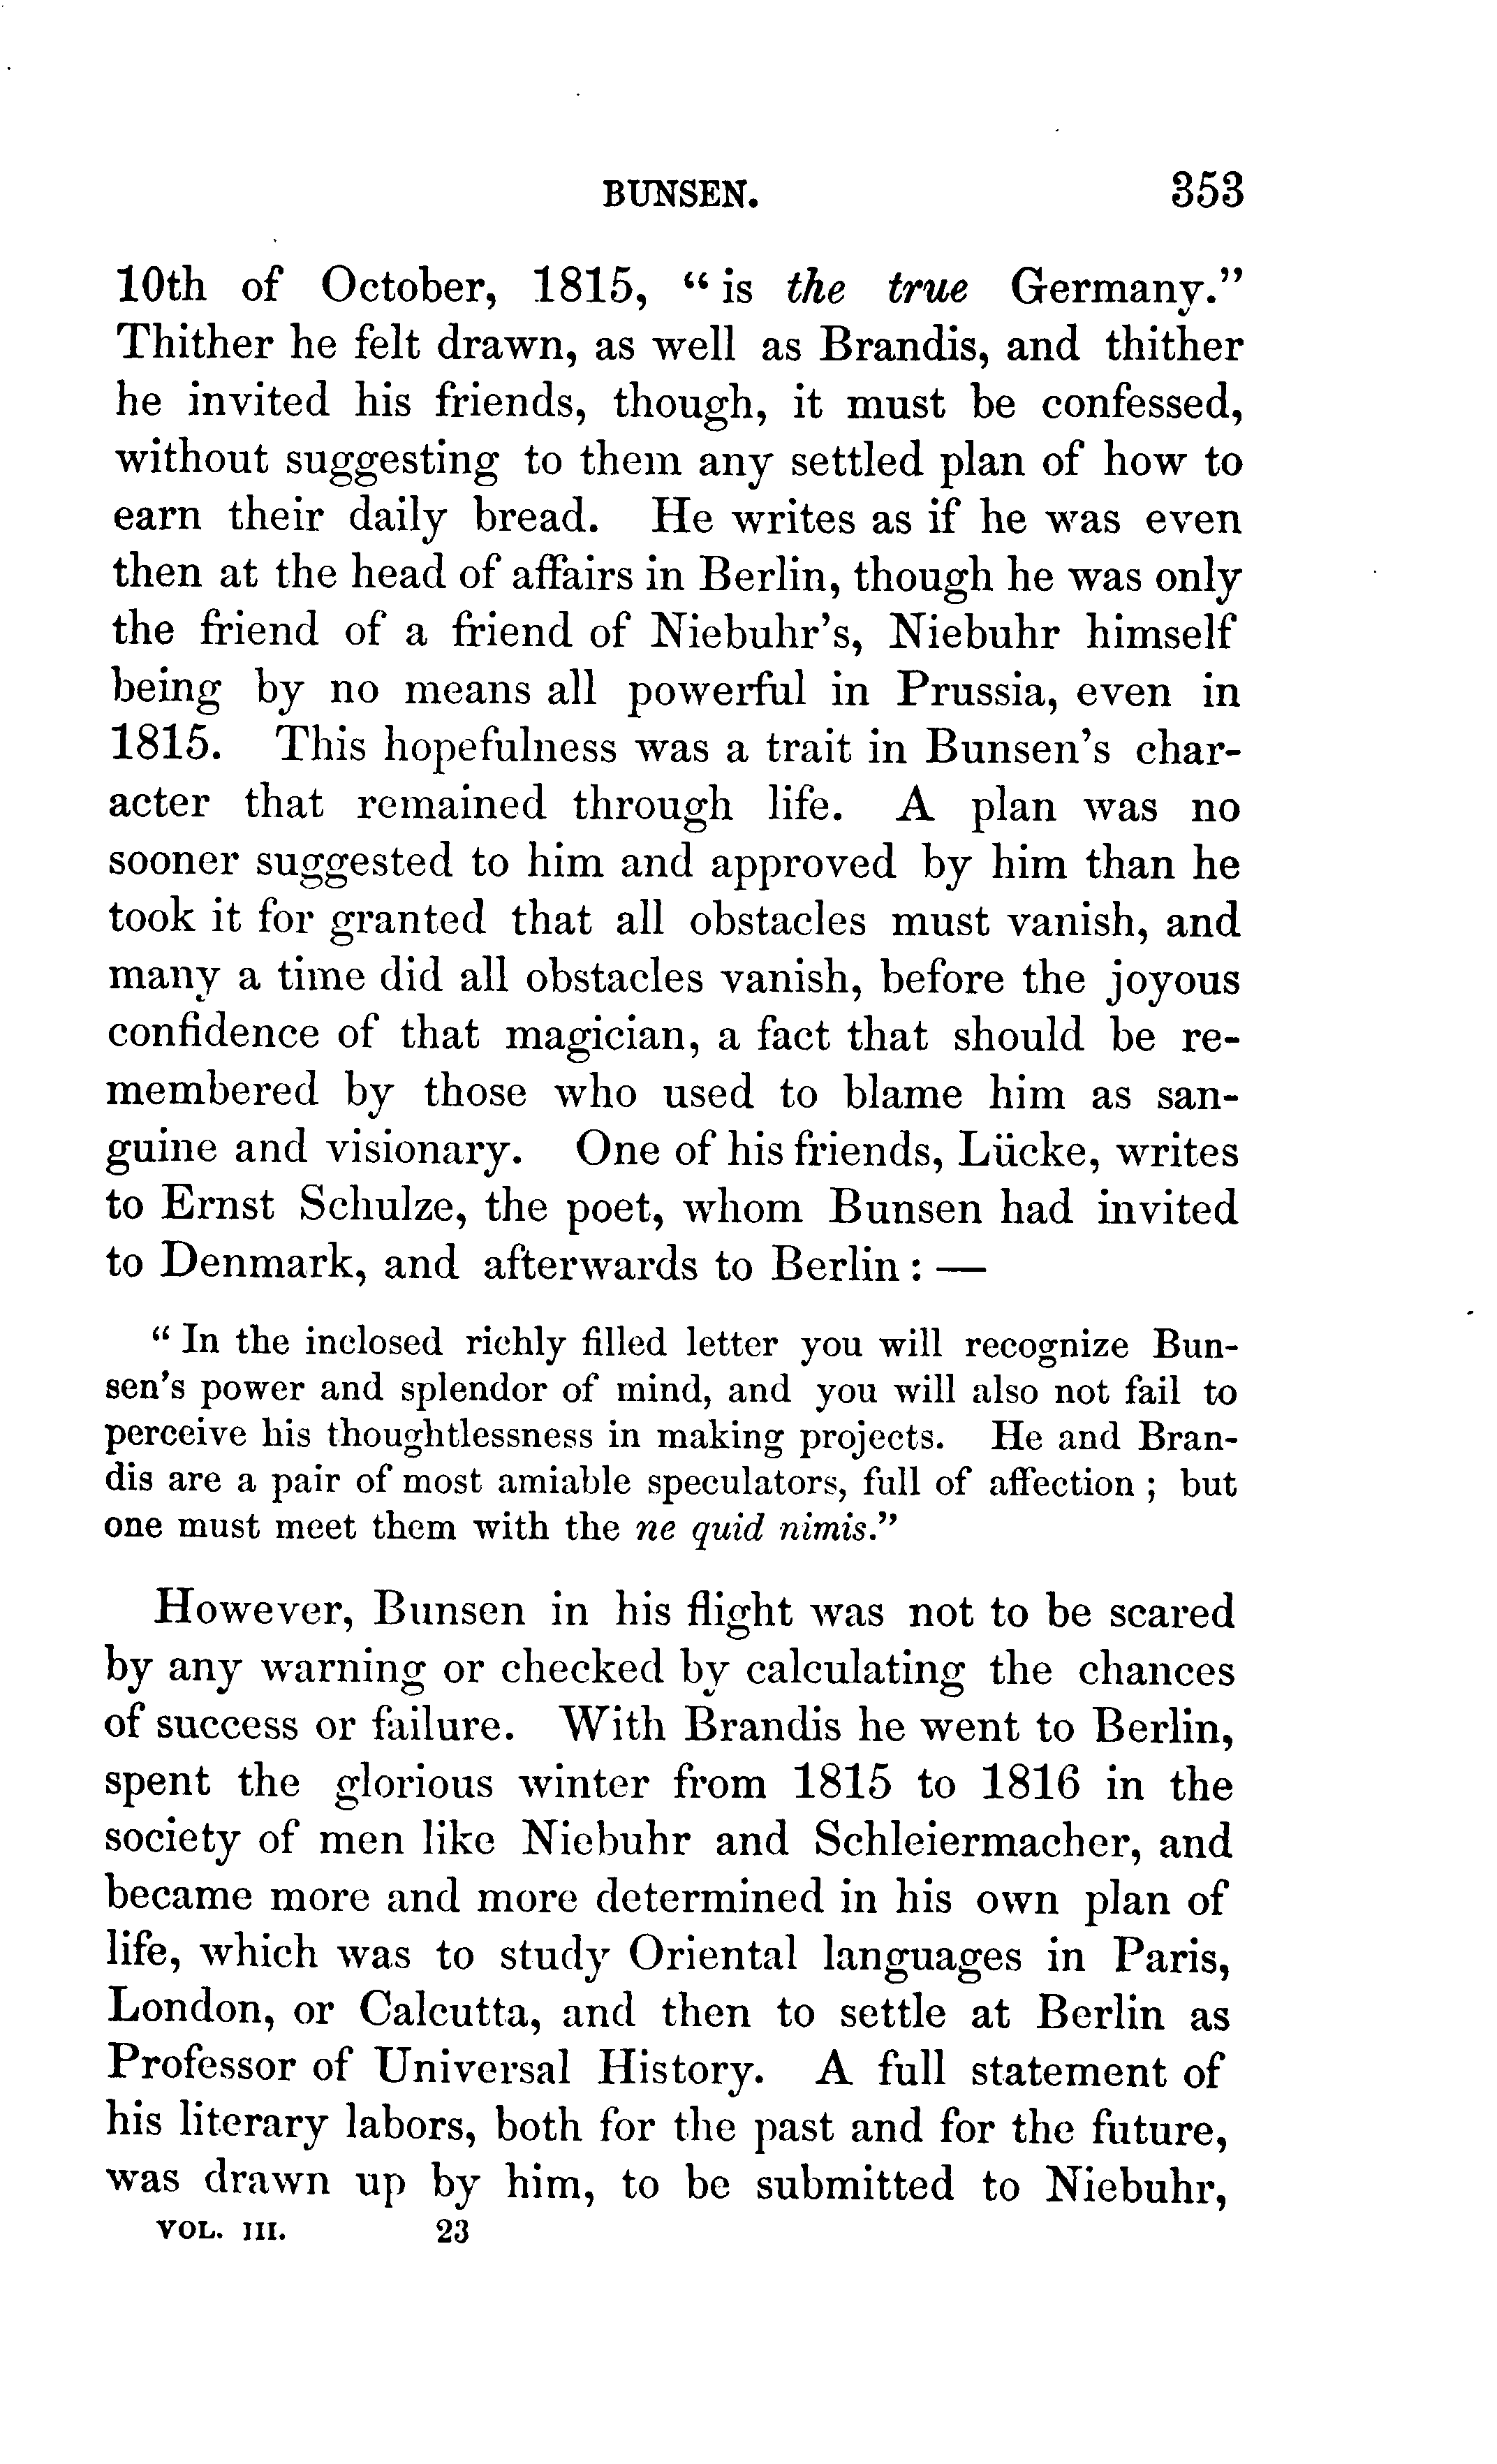 BUNSEN. 353
10th of October, 1815, “ is the true Germany.”
Thither he felt drawn, as well as Brandis, and thither
he invited his friends, though, it must be confessed,
without suggesting to them any settled plan of how to
earn their daily bread. He writes as if he was even
then at the head of affairs in Berlin, though he was only
the friend of a friend of Niebuhr’s, Niebuhr himself
being by no means all powerful in Prussia, even in
1815. This hopefulness was a trait in Bunsen’s char-
acter that remained through life. A plan was no
sooner suggested to him and approved by him than he
took it for granted that all obstacles must vanish, and
many a time did all obstacles vanish, before the joyous
confidence of that magician, a fact that should be re-
membered by those who used to blame him as san-
guine and visionary. One of his friends, Lücke, writes
to Ernst Schulze, the poet, whom Bunsen had invited
to Denmark, and afterwards to Berlin : —
“ In the inclosed richly filled letter you will recognize Bun-
sen’s power and splendor of mind, and you will also not fail to
perceive his thoughtlessness in making projects. He and Bran-
dis are a pair of most amiable speculators, full of affection ; but
one must meet them with the ne quid nimis.”
However, Bunsen in his flight was not to be scared
by any warning or checked by calculating the chances
of success or failure. With Brandis he went to Berlin,
spent the glorious winter from 1815 to 1816 in the
society of men like Niebuhr and Schleiermacher, and
became more and more determined in his own plan of
life, which was to study Oriental languages in Paris,
London, or Calcutta, and then to settle at Berlin as
Professor of Universal History. A full statement of
his literary labors, both for the past and for the future,
was drawn up by him, to be submitted to Niebuhr,
VOL. III. 23